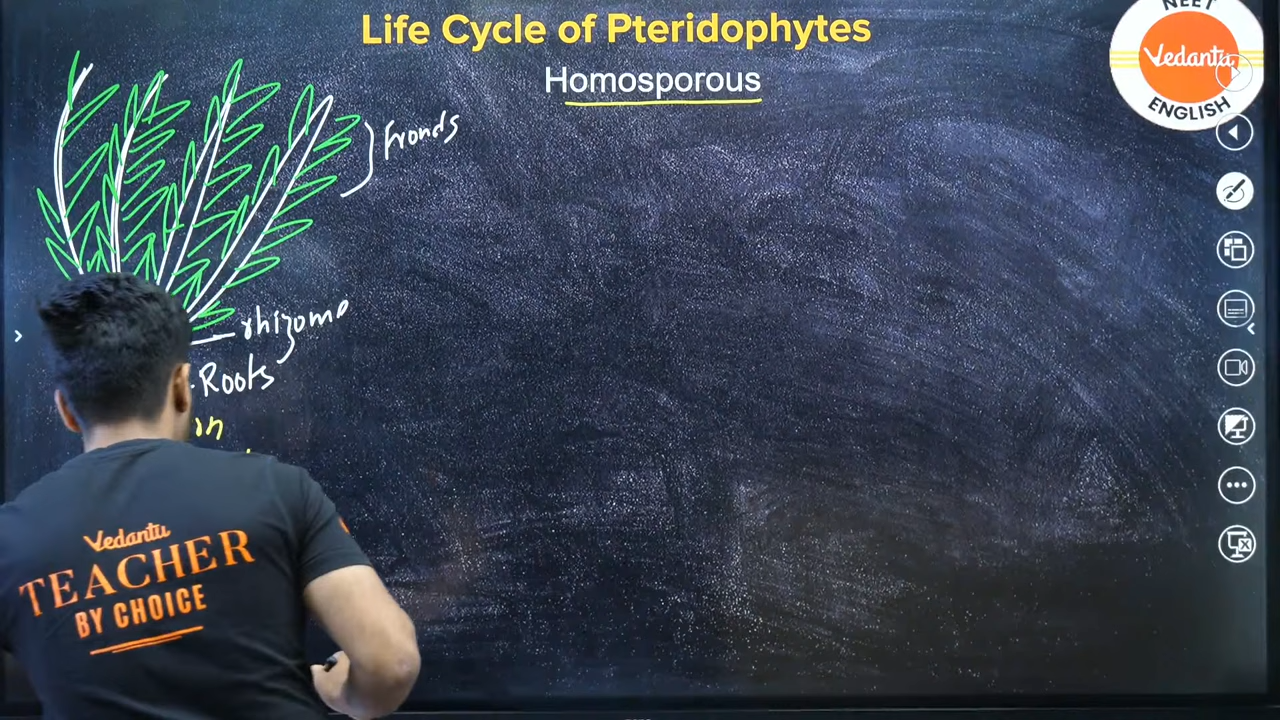 Life Cycle of Pteridophytes
Homosporous
NEET
Vedantu
ENGLISH
fronds
rhizome
Roots
Vedantu
TEACHER
BY CHOICE